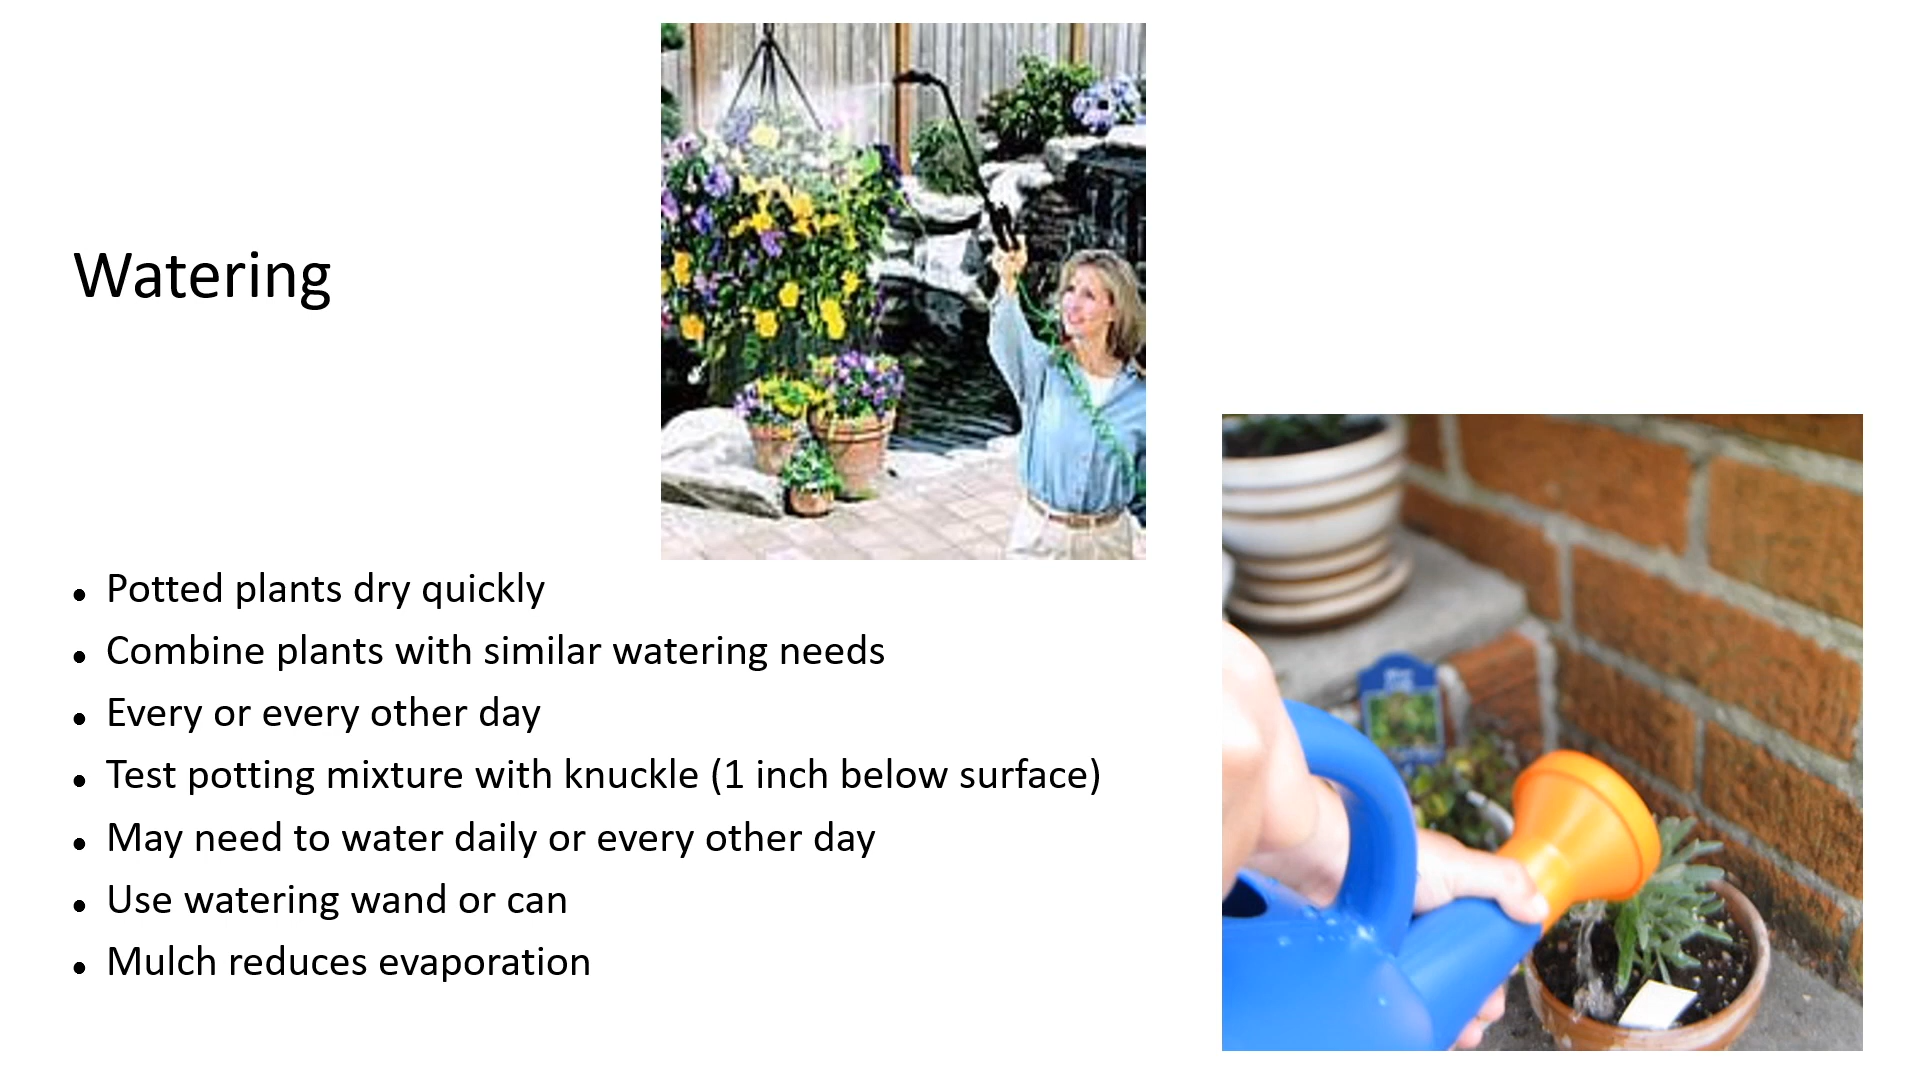 Watering
• Potted plants dry quickly
• Combine plants with similar watering needs
• Every or every other day
• Test potting mixture with knuckle (1 inch below surface)
• May need to water daily or every other day
• Use watering wand or can
• Mulch reduces evaporation